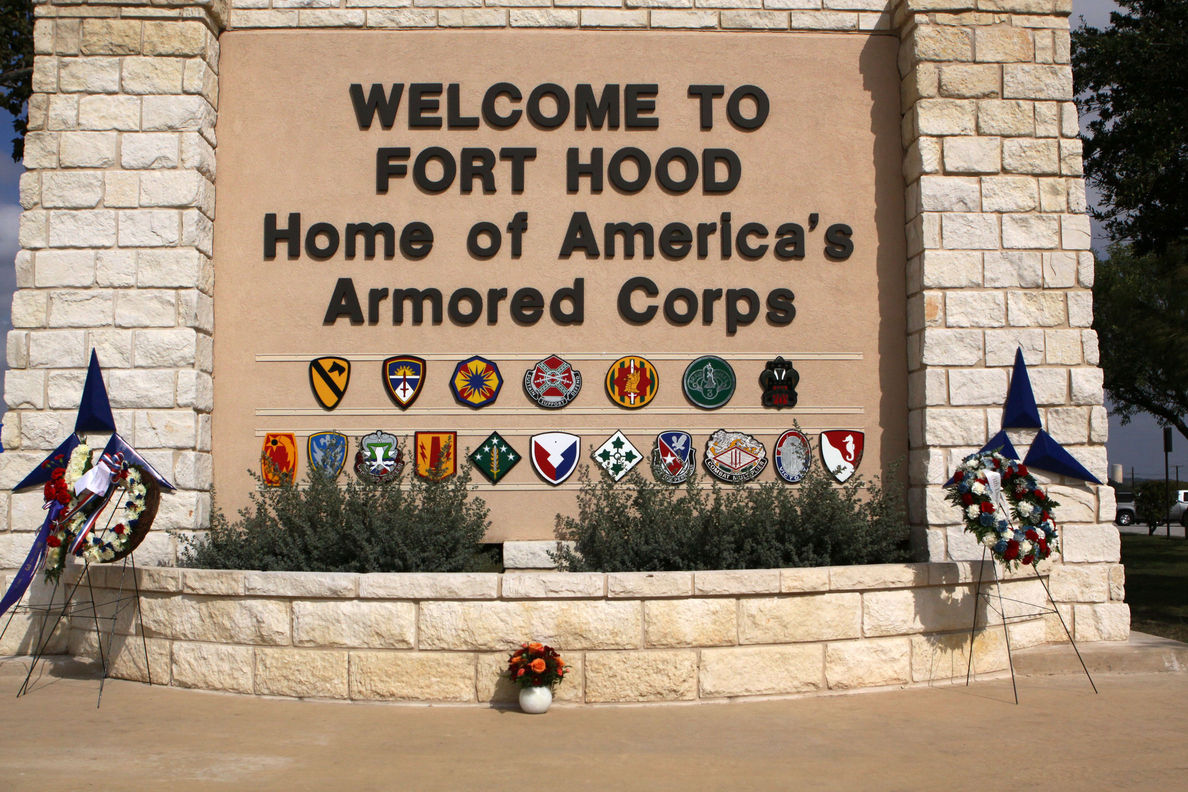 WELCOME TO
FORT HOOD
Home of America's
Armored Corps